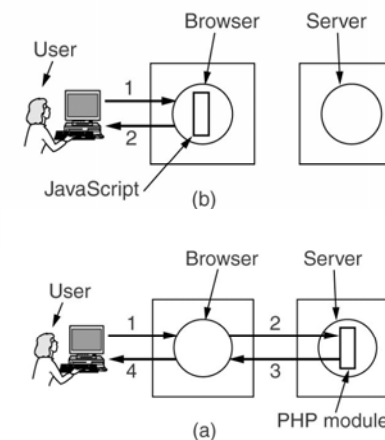 Browser Server
User
1
2
JavaScript
(b)
Browser Server
User
1 2
4 3
PHP module
(a)